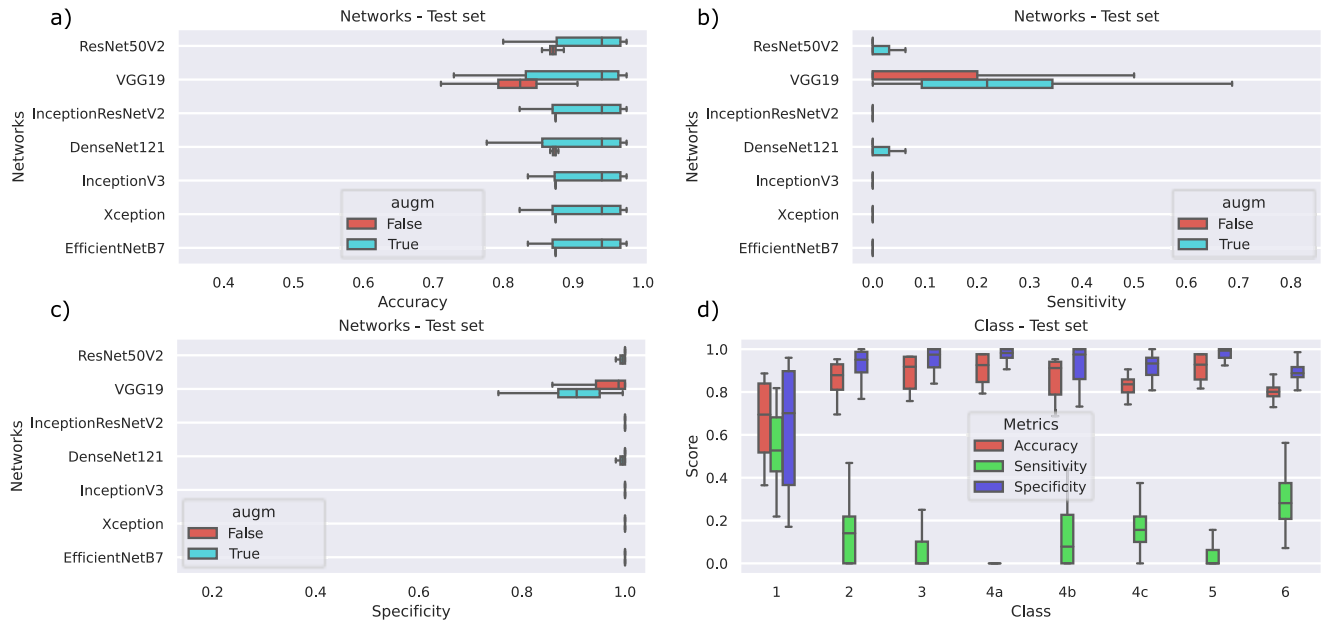 a)
Networks - Test set
Networks
ResNet50V2
VGG19
InceptionResNetV2
DenseNet121
InceptionV3
Xception
EfficientNetB7
augm
False
True
0.4 0.5 0.6 0.7 0.8 0.9 1.0
Accuracy
b)
Networks - Test set
Networks
ResNet50V2
VGG19
InceptionResNetV2
DenseNet121
InceptionV3
Xception
EfficientNetB7
augm
False
True
0.0 0.1 0.2 0.3 0.4 0.5 0.6 0.7 0.8
Sensitivity
c)
Networks - Test set
Networks
ResNet50V2
VGG19
InceptionResNetV2
DenseNet121
InceptionV3
Xception
EfficientNetB7
augm
False
True
0.2 0.4 0.6 0.8 1.0
Specificity
d)
Class - Test set
Score
1.0
0.8
0.6
0.4
0.2
0.0
Metrics
Accuracy
Sensitivity
Specificity
1 2 3 4a 4b 4c 5 6
Class